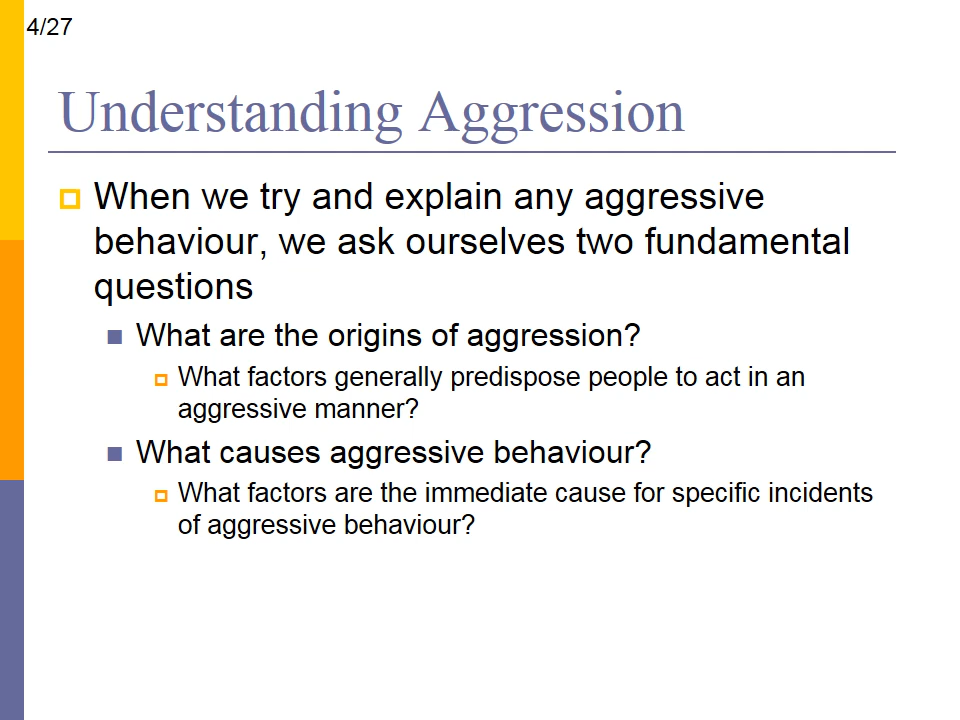 4/27
Understanding Aggression
When we try and explain any aggressive
behaviour, we ask ourselves two fundamental
questions
What are the origins of aggression?
What factors generally predispose people to act in an
aggressive manner?
What causes aggressive behaviour?
What factors are the immediate cause for specific incidents
of aggressive behaviour?